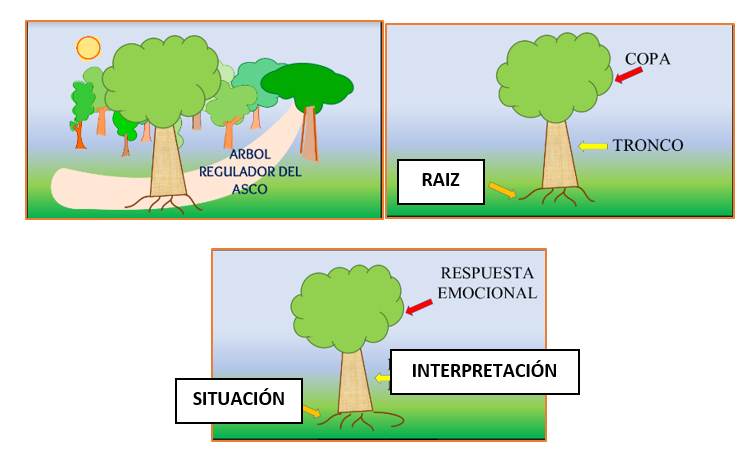 ARBOL
REGULADOR DEL
ASCO
COPA
TRONCO
RAIZ
RESPUESTA
EMOCIONAL
INTERPRETACIÓN
SITUACIÓN